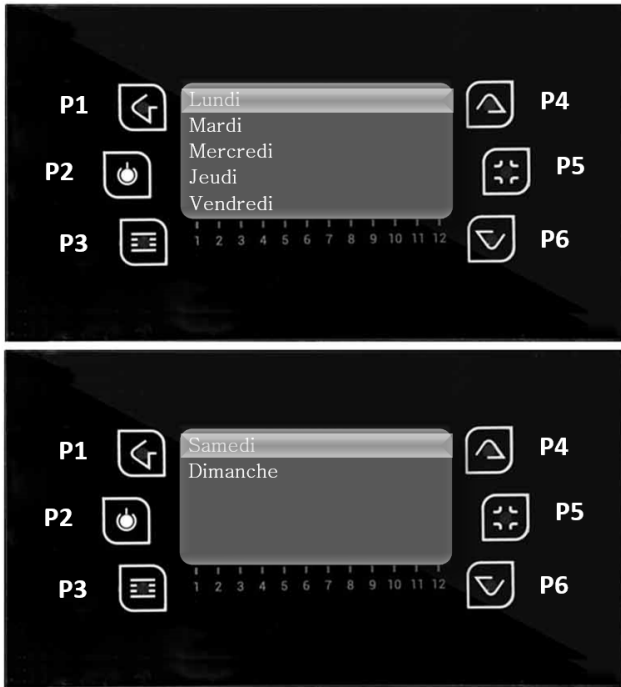 P1
Lundi
P4
Mardi
Mercredi
P2
P5
Jeudi
Vendredi
P3
1 2 3 4 5 6 7 8 9 10 11 12
P6
P1
Samedi
P4
Dimanche
P2
P5
P3
1 2 3 4 5 6 7 8 9 10 11 12
P6